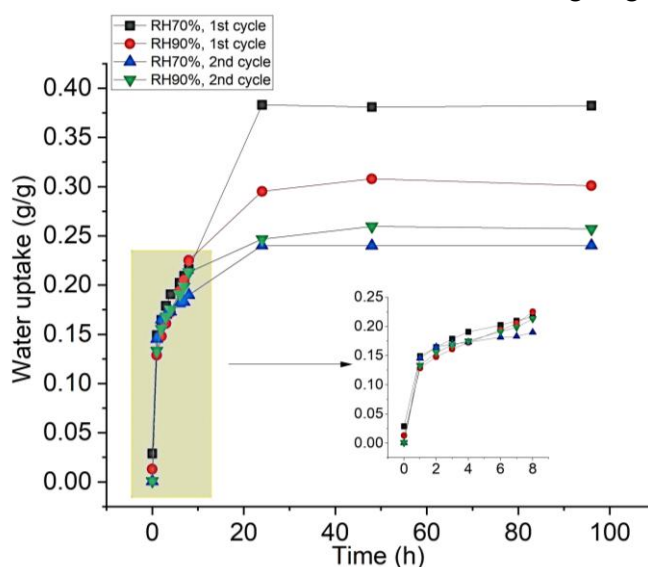 RH70%, 1st cycle
RH90%, 1st cycle
RH70%, 2nd cycle
RH90%, 2nd cycle
Water uptake (g/g)
0.40
0.35
0.30
0.25
0.20
0.15
0.10
0.05
0.00
0.25
0.20
0.15
0.10
0.05
0.00
0 2 4 6 8
0 20 40 60 80 100
Time (h)